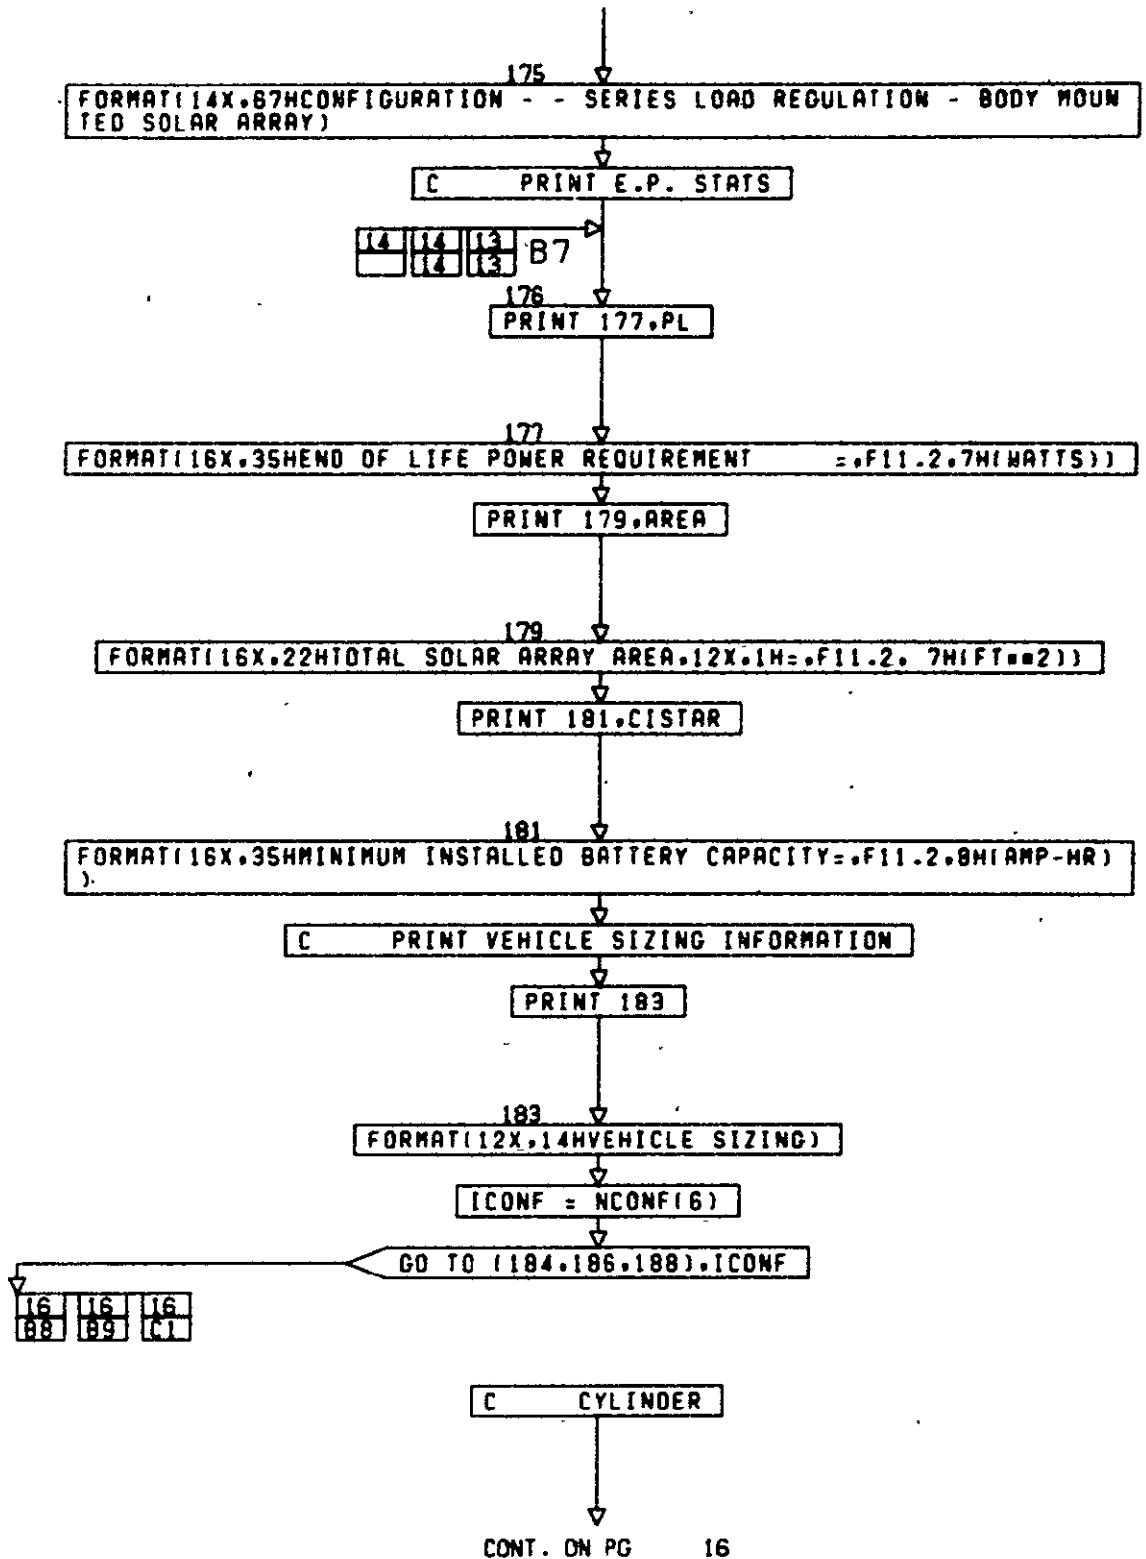 175
FORMAT(14X,67HCONFIGURATION - - SERIES LOAD REGULATION - BODY MOUN
TED SOLAR ARRAY)
C PRINT E.P. STATS
14 14 13 B7
14 13
176
PRINT 177,PL
177
FORMAT(16X,35HEND OF LIFE POWER REQUIREMENT =,F11.2,7H(WATTS))
PRINT 179,AREA
179
FORMAT(16X,22HTOTAL SOLAR ARRAY AREA,12X,1H=,F11.2, 7H(FT**2))
PRINT 181,CISTAR
181
FORMAT(16X,35HMINIMUM INSTALLED BATTERY CAPACITY=,F11.2,8H(AMP-HR)
)
C PRINT VEHICLE SIZING INFORMATION
PRINT 183
183
FORMAT(12X,14HVEHICLE SIZING)
ICONF = NCONF(6)
GO TO (184,186,188),ICONF
16 16 16
B8 B9 C1
C CYLINDER
CONT. ON PG 16